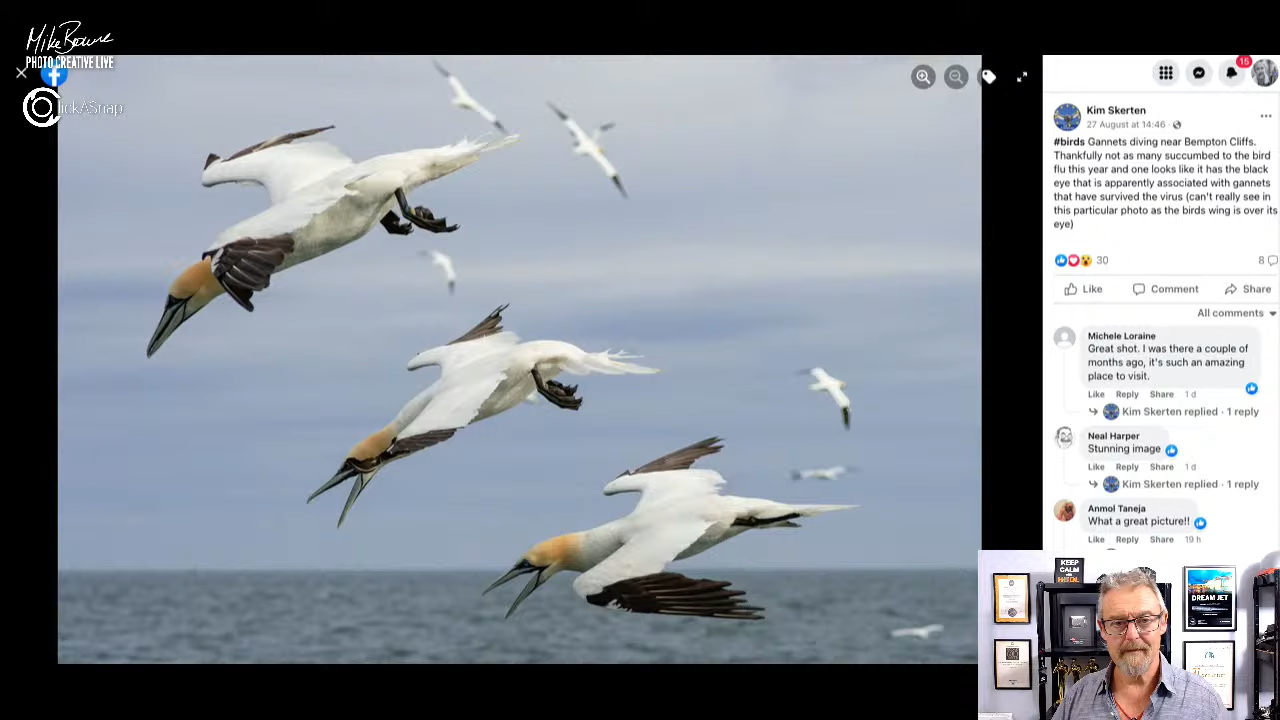 Mike Browne
PHOTO CREATIVE LIVE
ClickASnap
15
Kim Skerten
27 August at 14:46
#birds Gannets diving near Bempton Cliffs.
Thankfully not as many succumbed to the bird
flu this year and one looks like it has the black
eye that is apparently associated with gannets
that have survived the virus (can't really see in
this particular photo as the birds wing is over its
eye)
30
8
Like Comment Share
All comments
Michele Loraine
Great shot. I was there a couple of
months ago, it's such an amazing
place to visit.
Like Reply Share 1 d
Kim Skerten replied · 1 reply
Neal Harper
Stunning image
Like Reply Share 1 d
Kim Skerten replied · 1 reply
Anmol Taneja
What a great picture!!
Like Reply Share 19 h
KEEP
CALM
DREAM JET